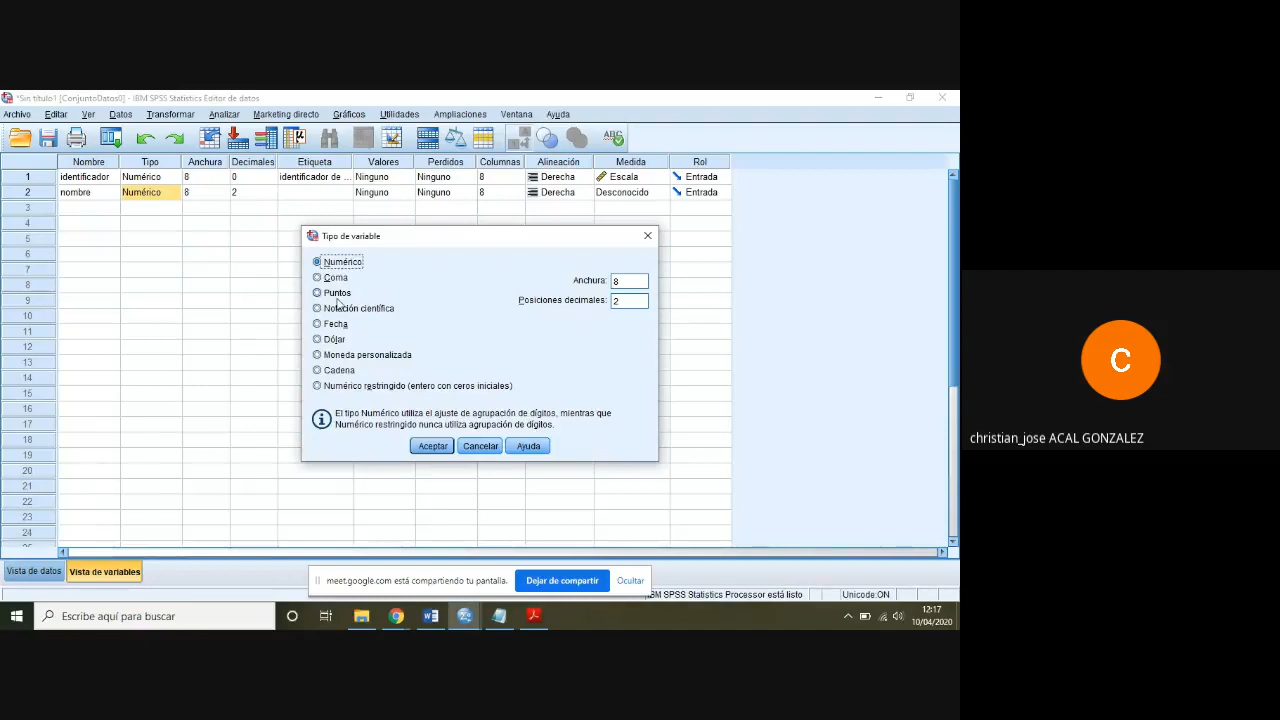 *Sin título1 [ConjuntoDatos0] - IBM SPSS Statistics Editor de datos
Archivo Editar Ver Datos Transformar Analizar Marketing directo Gráficos Utilidades Ampliaciones Ventana Ayuda
Nombre Tipo Anchura Decimales Etiqueta Valores Perdidos Columnas Alineación Medida Rol
1 identificador Numérico 8 0 identificador de ... Ninguno Ninguno 8 Derecha Escala Entrada
2 nombre Numérico 8 2 Ninguno Ninguno 8 Derecha Desconocido Entrada
3
4
5
6
7
8
9
10
11
12
13
14
15
16
17
18
19
20
21
22
23
24
Tipo de variable
Numérico
Coma
Puntos
Notación científica
Fecha
Dólar
Moneda personalizada
Cadena
Numérico restringido (entero con ceros iniciales)
Anchura: 8
Posiciones decimales: 2
El tipo Numérico utiliza el ajuste de agrupación de dígitos, mientras que
Numérico restringido nunca utiliza agrupación de dígitos.
Aceptar Cancelar Ayuda
Vista de datos Vista de variables
meet.google.com está compartiendo tu pantalla. Dejar de compartir Ocultar
IBM SPSS Statistics Processor está listo Unicode:ON
Escribe aquí para buscar
12:17
10/04/2020
C
christian_jose ACAL GONZALEZ